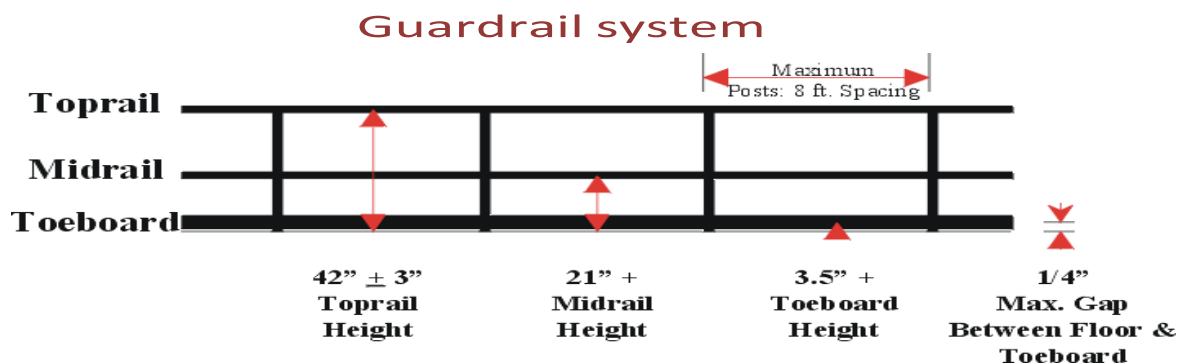 Guardrail system
Maximum
Posts: 8 ft. Spacing
Toprail
Midrail
Toeboard
42” ± 3”
Toprail
Height
21” +
Midrail
Height
3.5” +
Toeboard
Height
1/4”
Max. Gap
Between Floor &
Toeboard